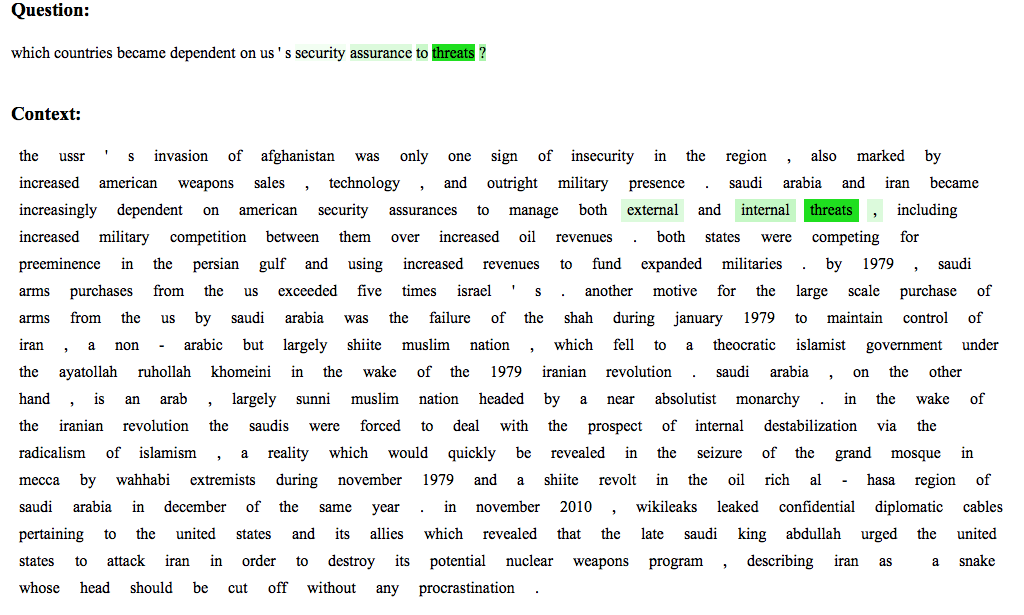 Question:
which countries became dependent on us ' s security assurance to threats ?
Context:
the ussr ' s invasion of afghanistan was only one sign of insecurity in the region , also marked by
increased american weapons sales , technology , and outright military presence . saudi arabia and iran became
increasingly dependent on american security assurances to manage both external and internal threats , including
increased military competition between them over increased oil revenues . both states were competing for
preeminence in the persian gulf and using increased revenues to fund expanded militaries . by 1979 , saudi
arms purchases from the us exceeded five times israel ' s . another motive for the large scale purchase of
arms from the us by saudi arabia was the failure of the shah during january 1979 to maintain control of
iran , a non - arabic but largely shiite muslim nation , which fell to a theocratic islamist government under
the ayatollah ruhollah khomeini in the wake of the 1979 iranian revolution . saudi arabia , on the other
hand , is an arab , largely sunni muslim nation headed by a near absolutist monarchy . in the wake of
the iranian revolution the saudis were forced to deal with the prospect of internal destabilization via the
radicalism of islamism , a reality which would quickly be revealed in the seizure of the grand mosque in
mecca by wahhabi extremists during november 1979 and a shiite revolt in the oil rich al - hasa region of
saudi arabia in december of the same year . in november 2010 , wikileaks leaked confidential diplomatic cables
pertaining to the united states and its allies which revealed that the late saudi king abdullah urged the united
states to attack iran in order to destroy its potential nuclear weapons program , describing iran as a snake
whose head should be cut off without any procrastination .